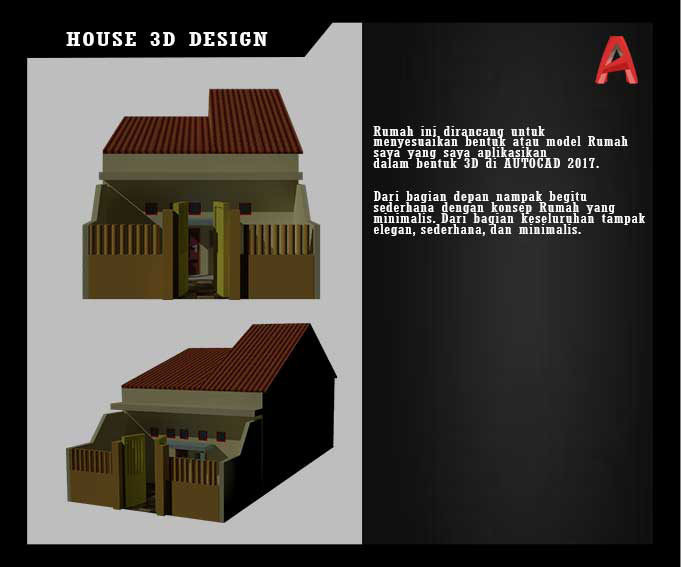 HOUSE 3D DESIGN
Rumah ini dirancang untuk
menyesuaikan bentuk atau model Rumah
saya yang saya aplikasikan
dalam bentuk 3D di AUTOCAD 2017.
Dari bagian depan nampak begitu
sederhana dengan konsep Rumah yang
minimalis. Dari bagian keseluruhan tampak
elegan, sederhana, dan minimalis.